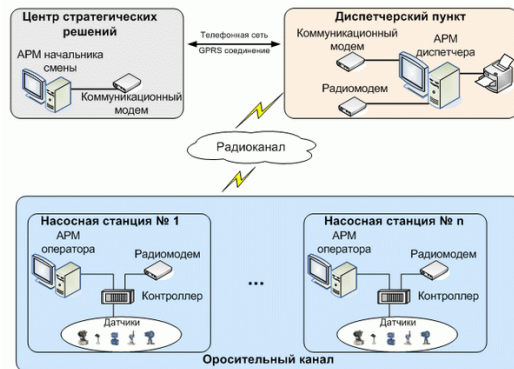 Центр стратегических
решений
АРМ начальника
смены
Коммуникационный
модем
Телефонная сеть
GPRS соединение
Диспетчерский пункт
Коммуникационный
модем
АРМ
диспетчера
Радиомодем
Радиоканал
Насосная станция № 1
АРМ
оператора
Радиомодем
Контроллер
Датчики
...
Насосная станция № n
АРМ
оператора
Радиомодем
Контроллер
Датчики
Оросительный канал